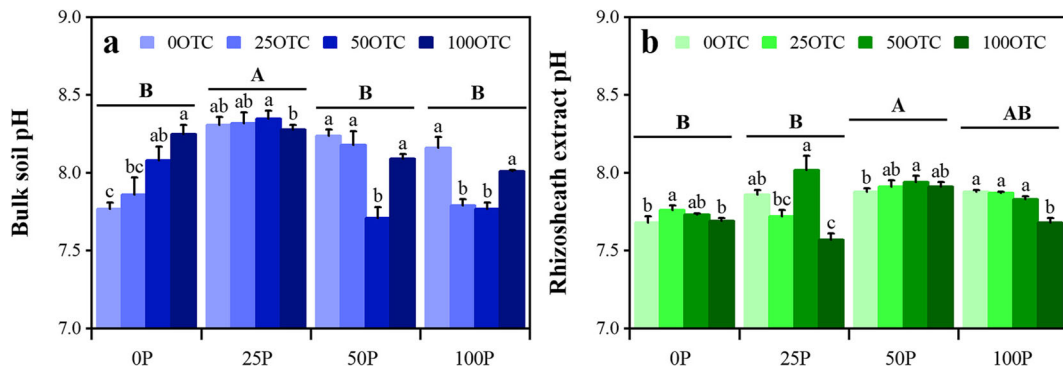 a
0OTC 25OTC 50OTC 100OTC
Bulk soil pH
9.0
8.5
8.0
7.5
7.0
B A B B
c bc ab a ab ab a b a a b a a b b a
0P 25P 50P 100P
b
0OTC 25OTC 50OTC 100OTC
Rhizosheath extract pH
9.0
8.5
8.0
7.5
7.0
B B A AB
b a ab b ab bc a c b ab a ab a a a b
0P 25P 50P 100P